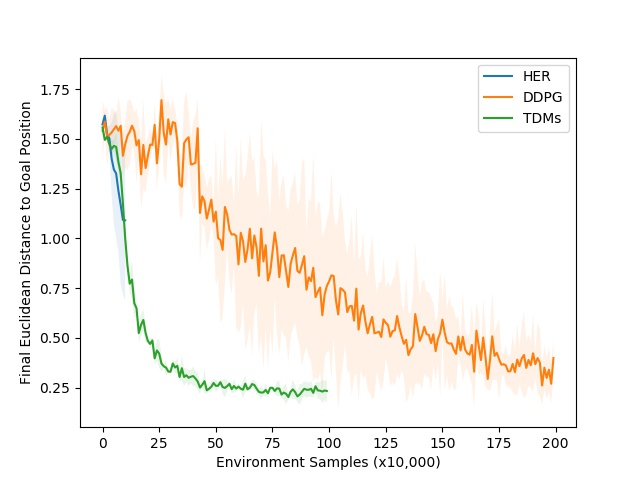 HER
DDPG
TDMs
1.75
1.50
1.25
1.00
0.75
0.50
0.25
Final Euclidean Distance to Goal Position
0 25 50 75 100 125 150 175 200
Environment Samples (x10,000)